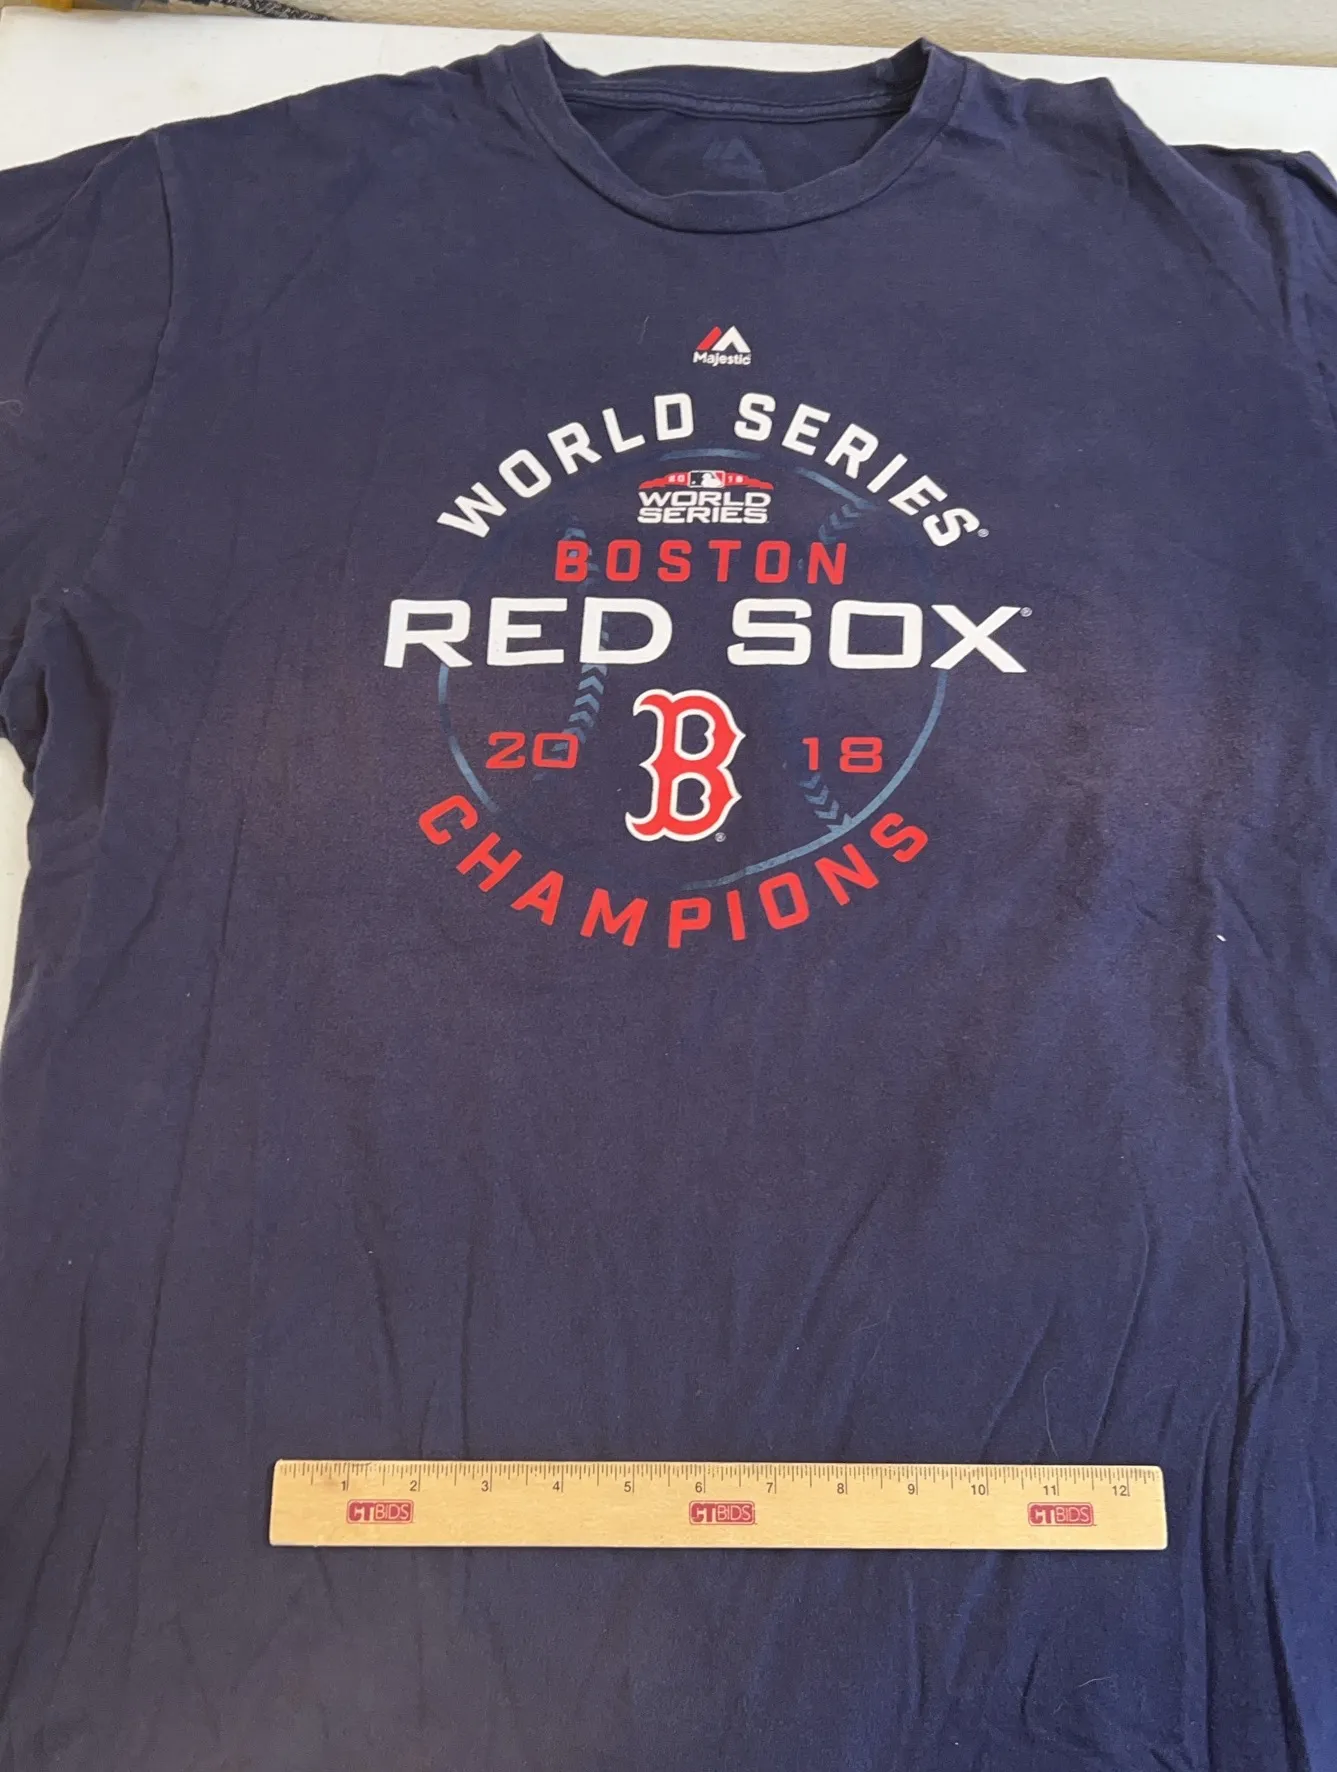 Majestic
WORLD SERIES®
2018
WORLD
SERIES
BOSTON
RED SOX®
B®
20 18
CHAMPIONS
1 2 3 4 5 6 7 8 9 10 11 12
CTBIDS CTBIDS CTBIDS